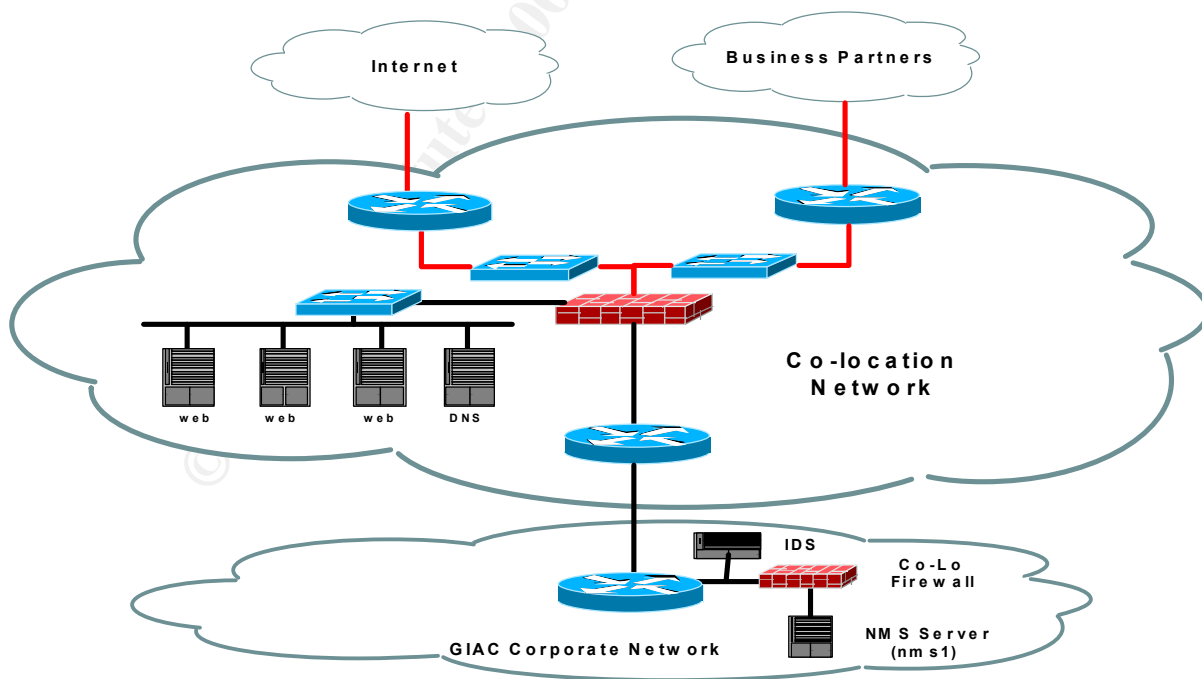 Internet
Business Partners
Co-location
Network
web
web
web
DNS
IDS
Co-Lo
Firewall
NMS Server
(nms1)
GIAC Corporate Network